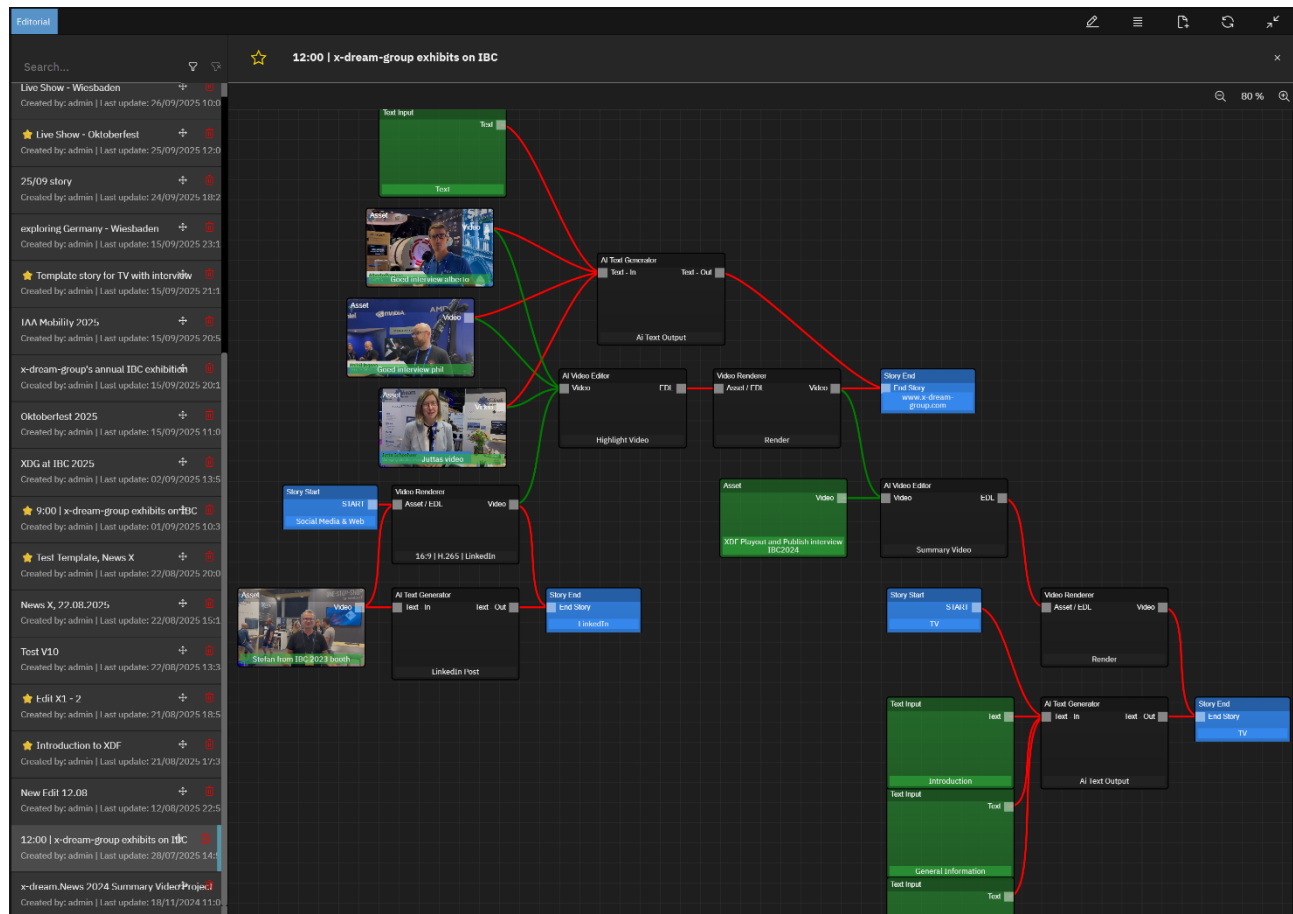 Editorial
12:00 | x-dream-group exhibits on IBC
Search...
80 %
Live Show - Wiesbaden
Created by: admin | Last update: 26/09/2025 10:0
Live Show - Oktoberfest
Created by: admin | Last update: 25/09/2025 12:0
25/09 story
Created by: admin | Last update: 24/09/2025 18:2
exploring Germany - Wiesbaden
Created by: admin | Last update: 15/09/2025 23:1
Template story for TV with interview
Created by: admin | Last update: 15/09/2025 21:1
IAA Mobility 2025
Created by: admin | Last update: 15/09/2025 20:5
x-dream-group's annual IBC exhibition
Created by: admin | Last update: 15/09/2025 20:1
Oktoberfest 2025
Created by: admin | Last update: 15/09/2025 11:0
XDG at IBC 2025
Created by: admin | Last update: 02/09/2025 13:5
9:00 | x-dream-group exhibits on IBC
Created by: admin | Last update: 01/09/2025 10:3
Test Template, News X
Created by: admin | Last update: 22/08/2025 20:0
News X, 22.08.2025
Created by: admin | Last update: 22/08/2025 15:1
Test V10
Created by: admin | Last update: 22/08/2025 13:3
Edit X1 - 2
Created by: admin | Last update: 21/08/2025 18:5
Introduction to XDF
Created by: admin | Last update: 21/08/2025 17:3
New Edit 12.08
Created by: admin | Last update: 12/08/2025 22:5
12:00 | x-dream-group exhibits on IBC
Created by: admin | Last update: 28/07/2025 14:5
x-dream.News 2024 Summary Video Project
Created by: admin | Last update: 18/11/2024 11:0
Text Input
Text
Text
Asset
Video
Good interview alberto
Asset
NVIDIA
Video
Good interview phil
Asset
Video
Juttas video
AI Text Generator
Text - In Text - Out
Ai Text Output
AI Video Editor
Video EDL
Highlight Video
Video Renderer
Asset / EDL Video
Render
Story End
End Story
www.x-dream-
group.com
Story Start
START
Social Media & Web
Video Renderer
Asset / EDL Video
16:9 | H.265 | LinkedIn
Asset
Video
XDF Playout and Publish interview
IBC2024
AI Video Editor
Video EDL
Summary Video
Asset
Video
Stefan from IBC 2023 booth
AI Text Generator
Text In Text Out
LinkedIn Post
Story End
End Story
LinkedIn
Story Start
START
TV
Video Renderer
Asset / EDL Video
Render
Text Input
Text
Introduction
AI Text Generator
Text In Text Out
Ai Text Output
Story End
End Story
TV
Text Input
Text
General Information
Text Input
Text